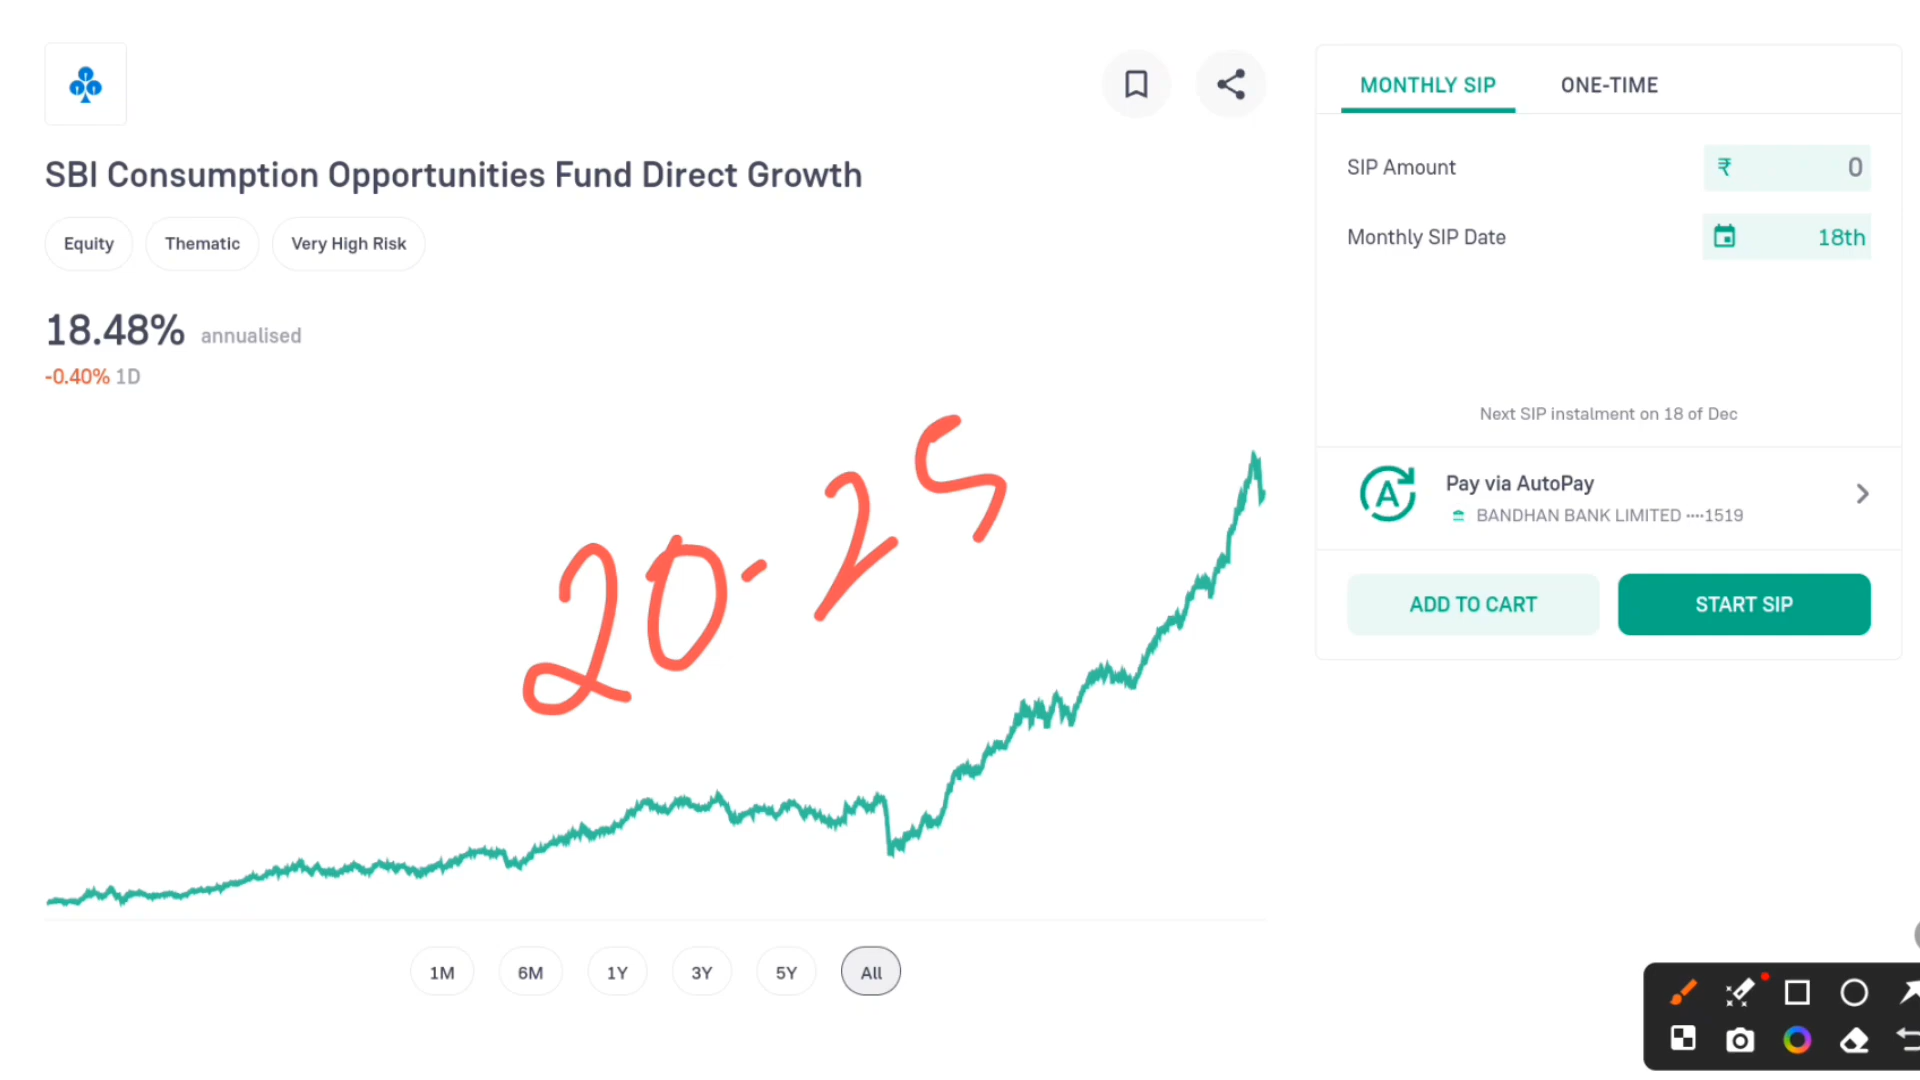 MONTHLY SIP
ONE-TIME
SBI Consumption Opportunities Fund Direct Growth
SIP Amount
₹ 0
Equity
Thematic
Very High Risk
Monthly SIP Date
18th
18.48% annualised
-0.40% 1D
Next SIP instalment on 18 of Dec
20-25
Pay via AutoPay
BANDHAN BANK LIMITED ••••1519
ADD TO CART
START SIP
1M
6M
1Y
3Y
5Y
All